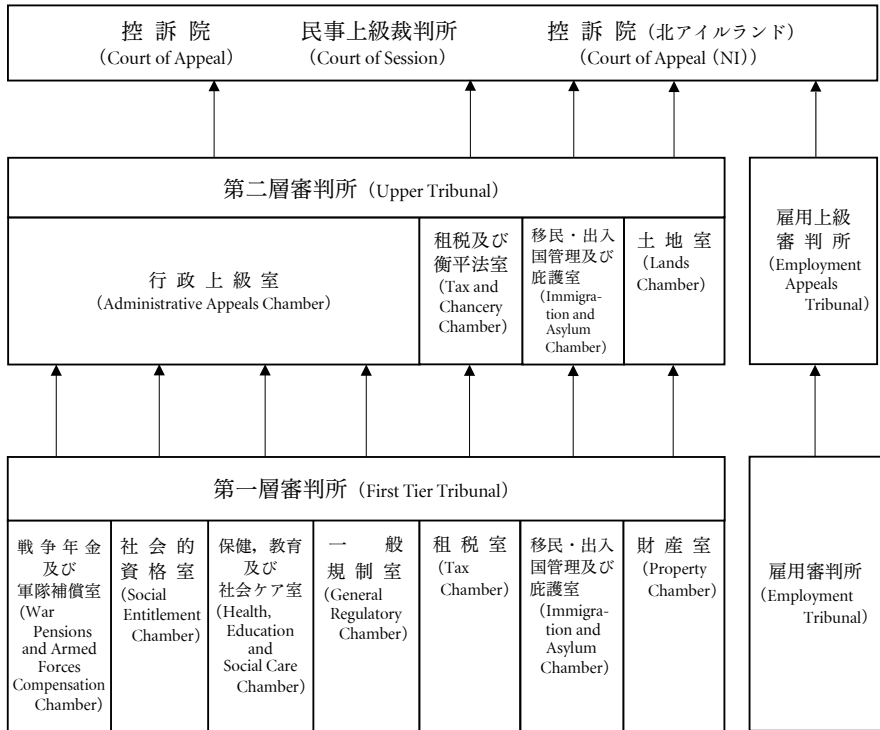 控訴院　民事上級裁判所　控訴院（北アイルランド）
（Court of Appeal）　（Court of Session）　（Court of Appeal（NI））
第二層審判所（Upper Tribunal）
行政上級室
（Administrative Appeals Chamber）
租税及び
衡平法室
（Tax and
Chancery
Chamber）
移民・出入
国管理及び
庇護室
（Immigra-
tion and
Asylum
Chamber）
土地室
（Lands
Chamber）
雇用上級
審判所
（Employment
Appeals
Tribunal）
第一層審判所（First Tier Tribunal）
戦争年金
及び
軍隊補償室
（War
Pensions
and Armed
Forces
Compensation
Chamber）
社会的
資格室
（Social
Entitlement
Chamber）
保健，教育
及び
社会ケア室
（Health,
Education
and
Social Care
Chamber）
一般
規制室
（General
Regulatory
Chamber）
租税室
（Tax
Chamber）
移民・出入
国管理及び
庇護室
（Immigra-
tion and
Asylum
Chamber）
財産室
（Property
Chamber）
雇用審判所
（Employment
Tribunal）